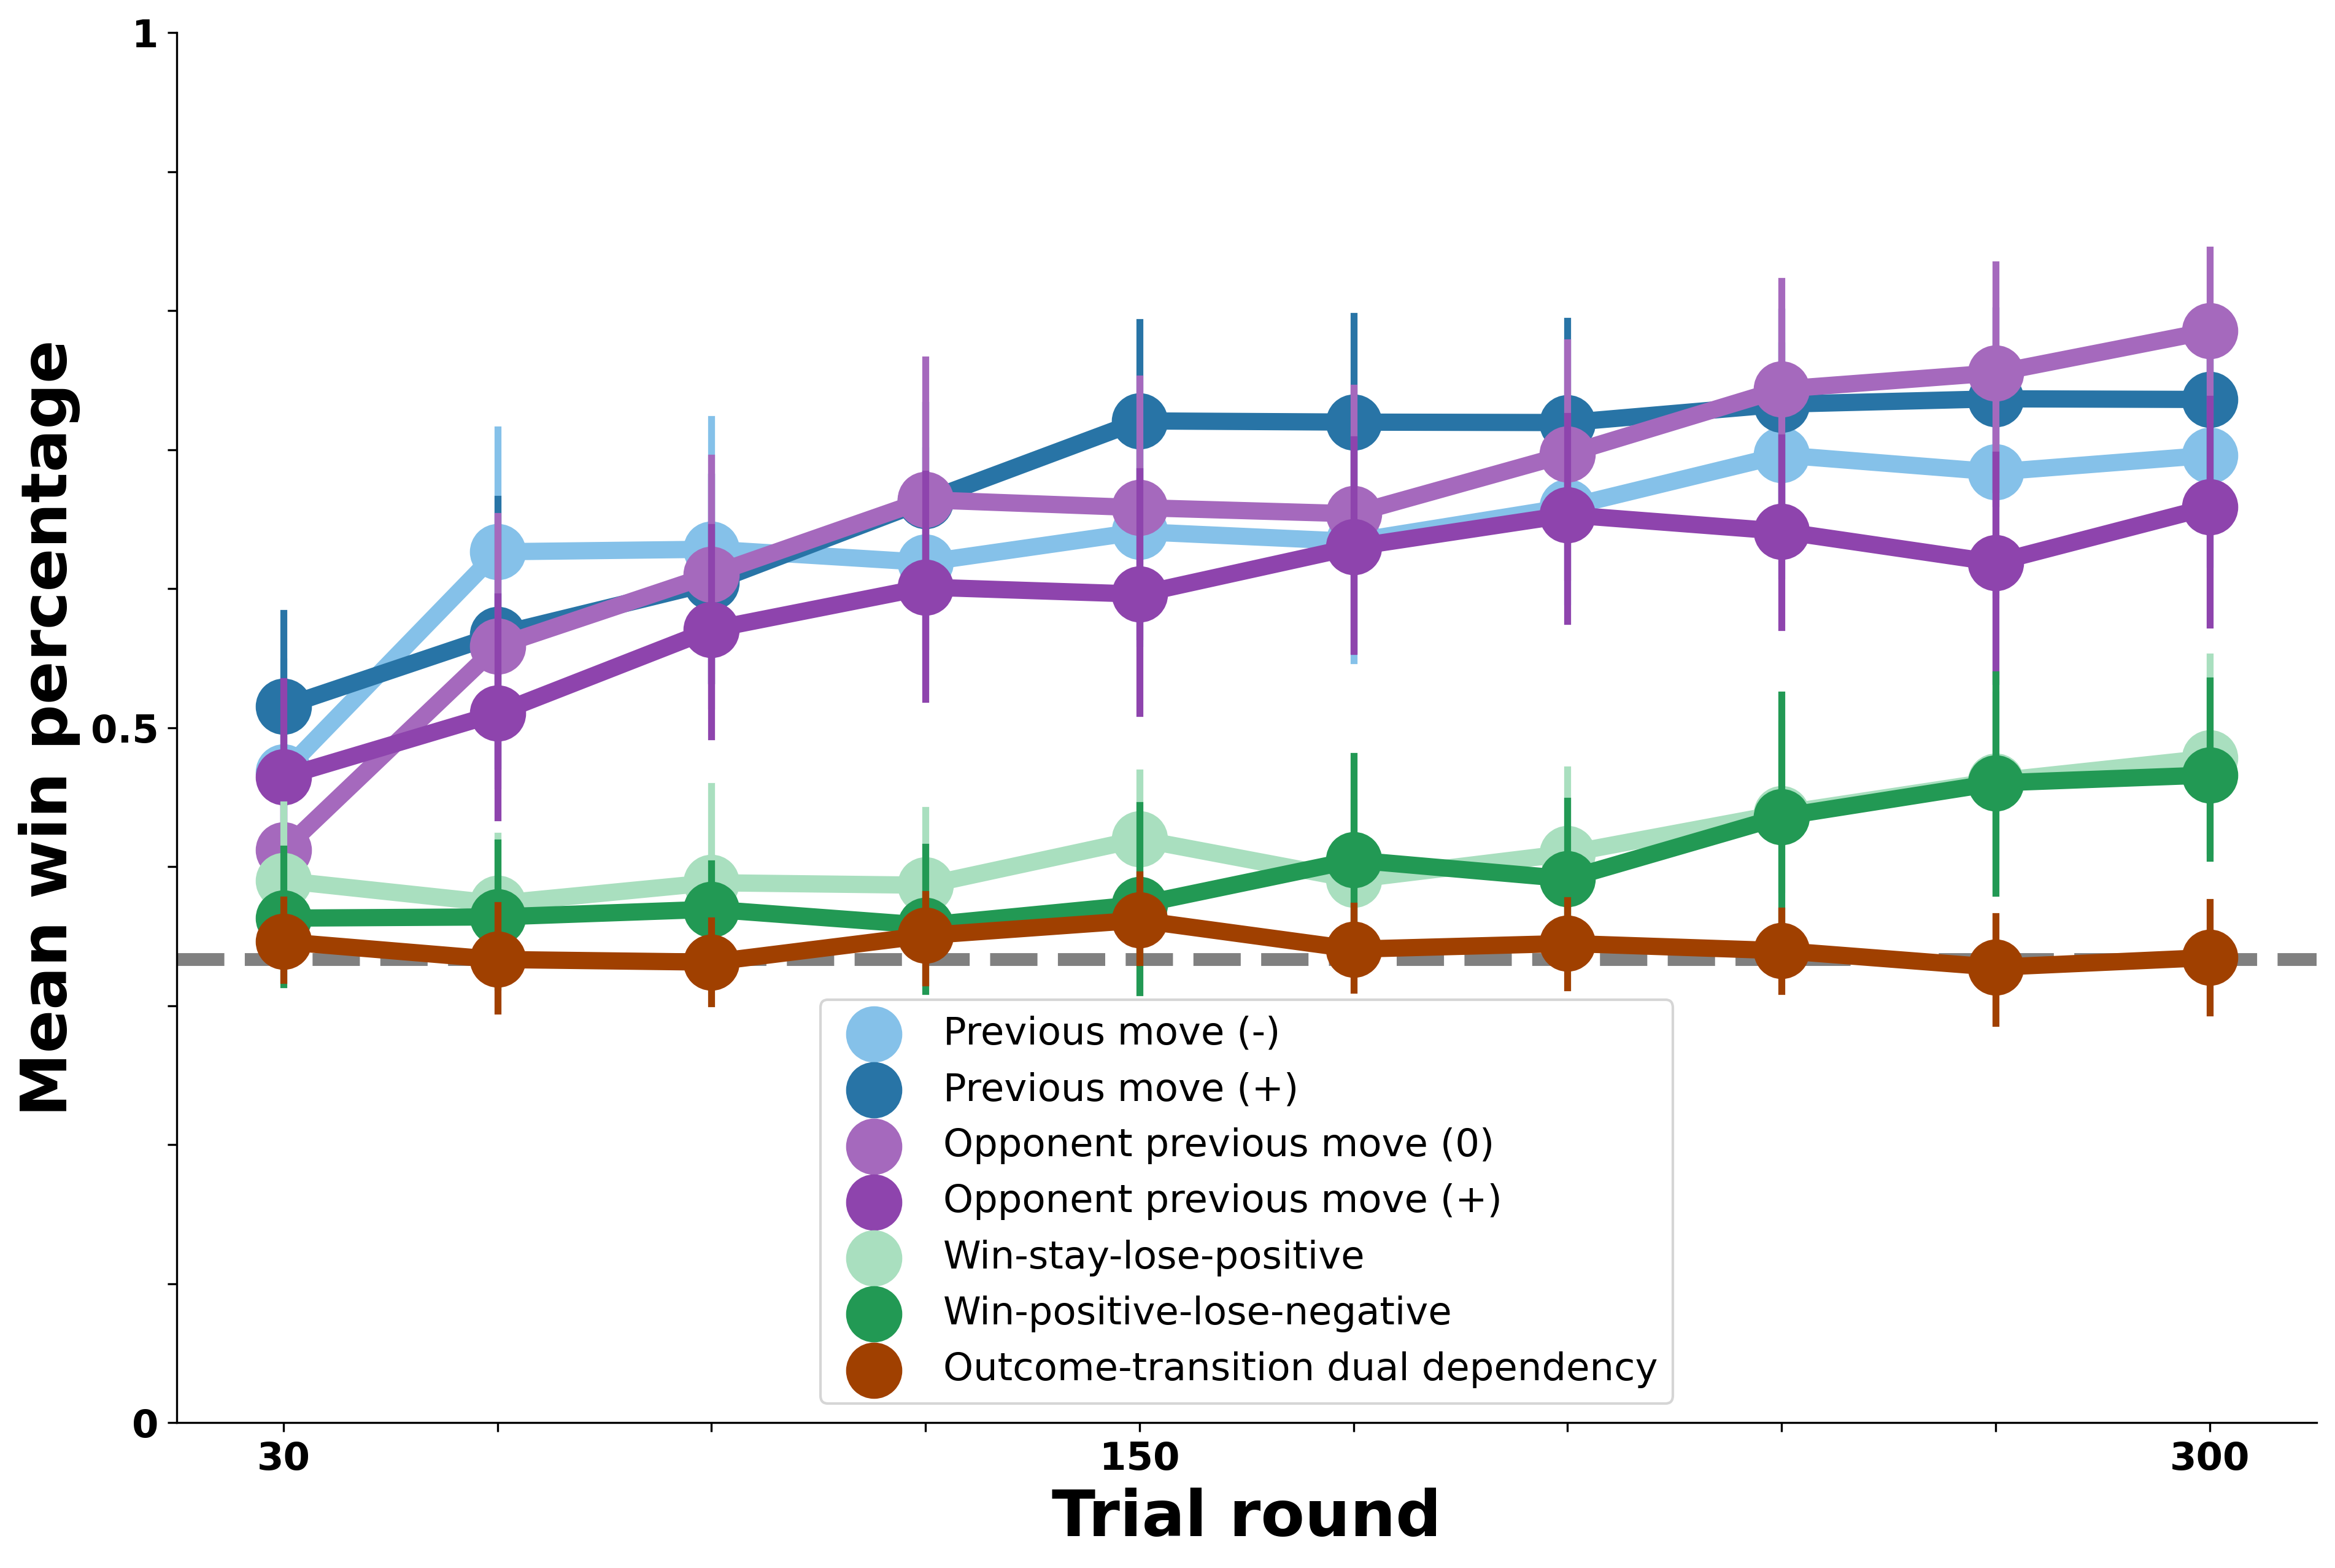 1
0.5
0
Mean win percentage
Previous move (-)
Previous move (+)
Opponent previous move (0)
Opponent previous move (+)
Win-stay-lose-positive
Win-positive-lose-negative
Outcome-transition dual dependency
30
150
300
Trial round